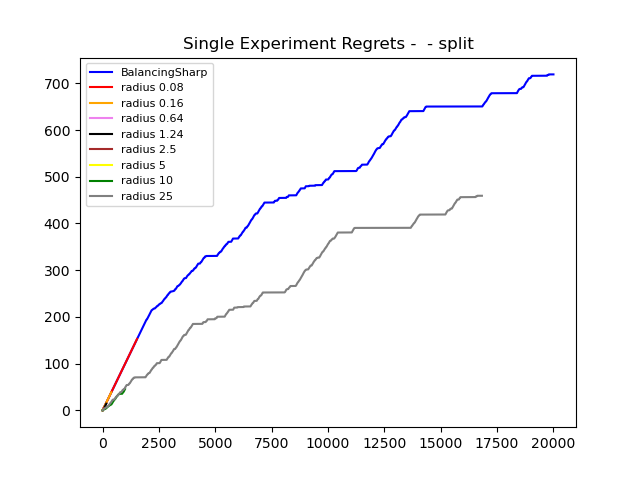 Single Experiment Regrets -  - split
BalancingSharp
radius 0.08
radius 0.16
radius 0.64
radius 1.24
radius 2.5
radius 5
radius 10
radius 25
700
600
500
400
300
200
100
0
0 2500 5000 7500 10000 12500 15000 17500 20000